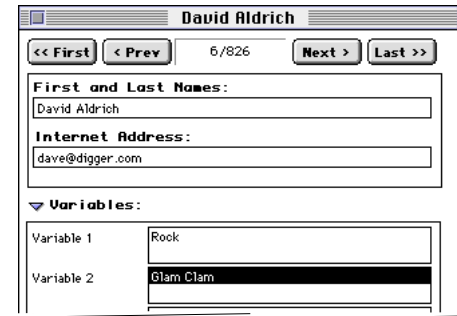 David Aldrich
<< First < Prev 6/826 Next > Last >>
First and Last Names:
David Aldrich
Internet Address:
dave@digger.com
Variables:
Variable 1 Rock
Variable 2 Glam Clam